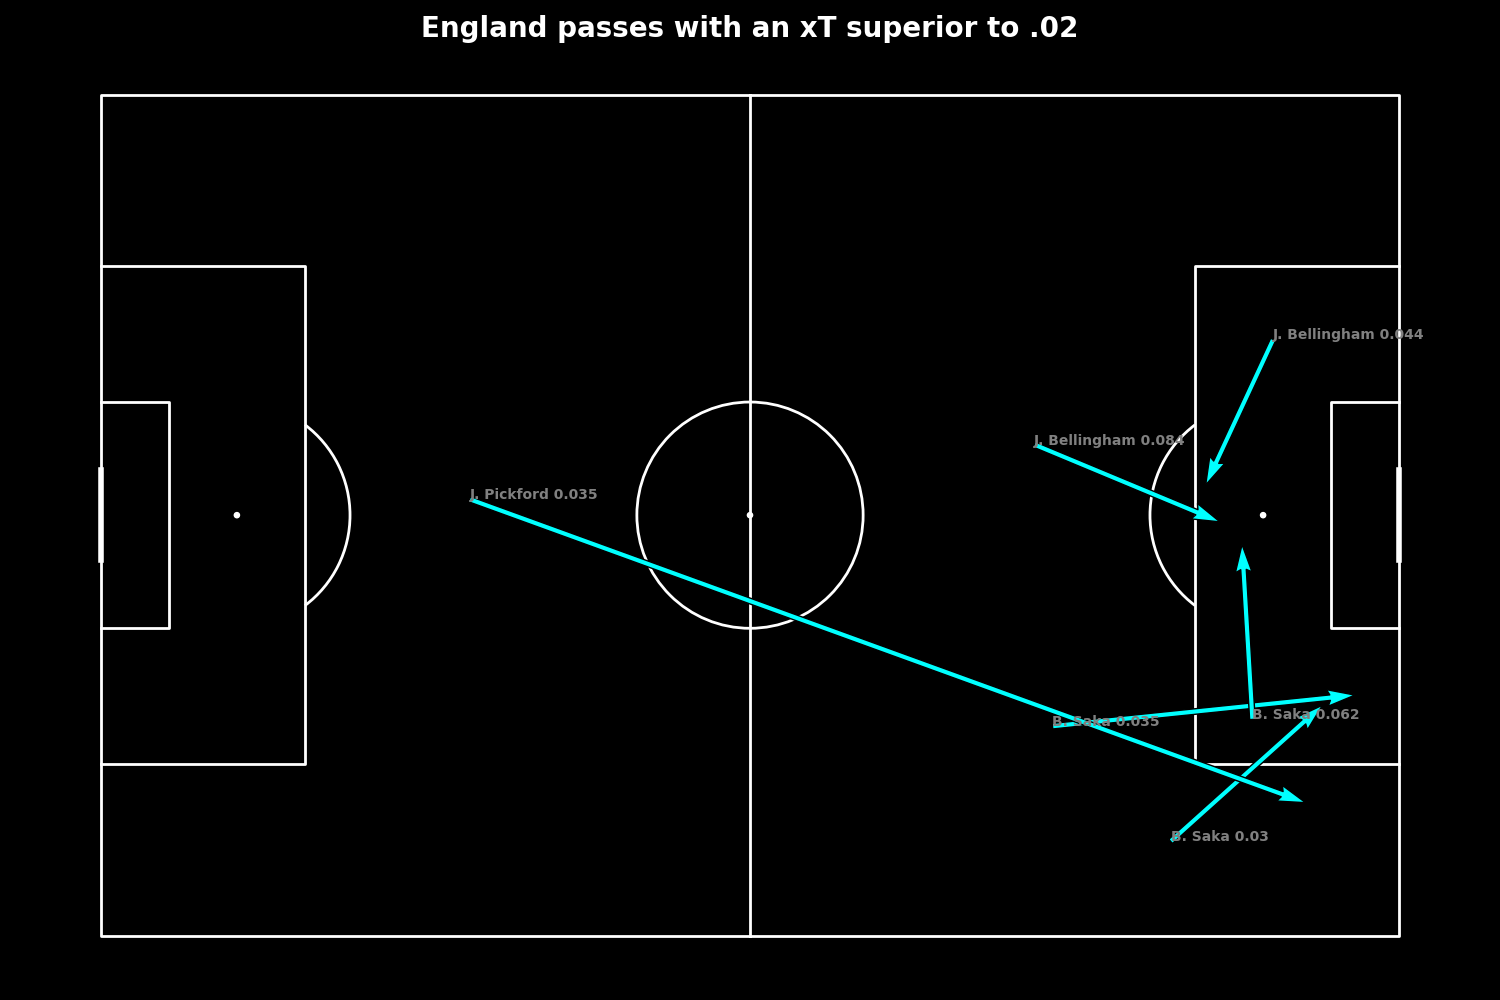 England passes with an xT superior to .02
J. Bellingham 0.044
J. Bellingham 0.084
J. Pickford 0.035
B. Saka 0.062
B. Saka 0.035
B. Saka 0.03